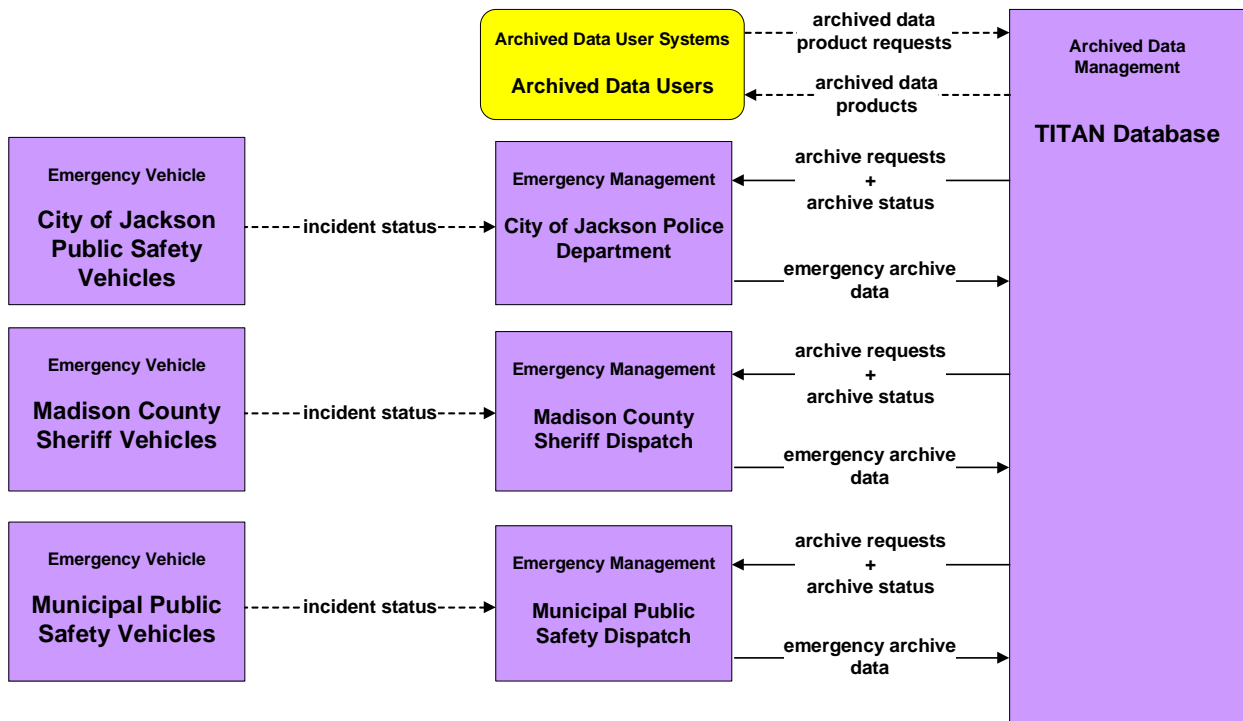 Archived Data User Systems
Archived Data Users
archived data
product requests
archived data
products
Archived Data
Management
TITAN Database
Emergency Vehicle
City of Jackson
Public Safety
Vehicles
incident status
Emergency Management
City of Jackson Police
Department
archive requests
+
archive status
emergency archive
data
Emergency Vehicle
Madison County
Sheriff Vehicles
incident status
Emergency Management
Madison County
Sheriff Dispatch
archive requests
+
archive status
emergency archive
data
Emergency Vehicle
Municipal Public
Safety Vehicles
incident status
Emergency Management
Municipal Public
Safety Dispatch
archive requests
+
archive status
emergency archive
data